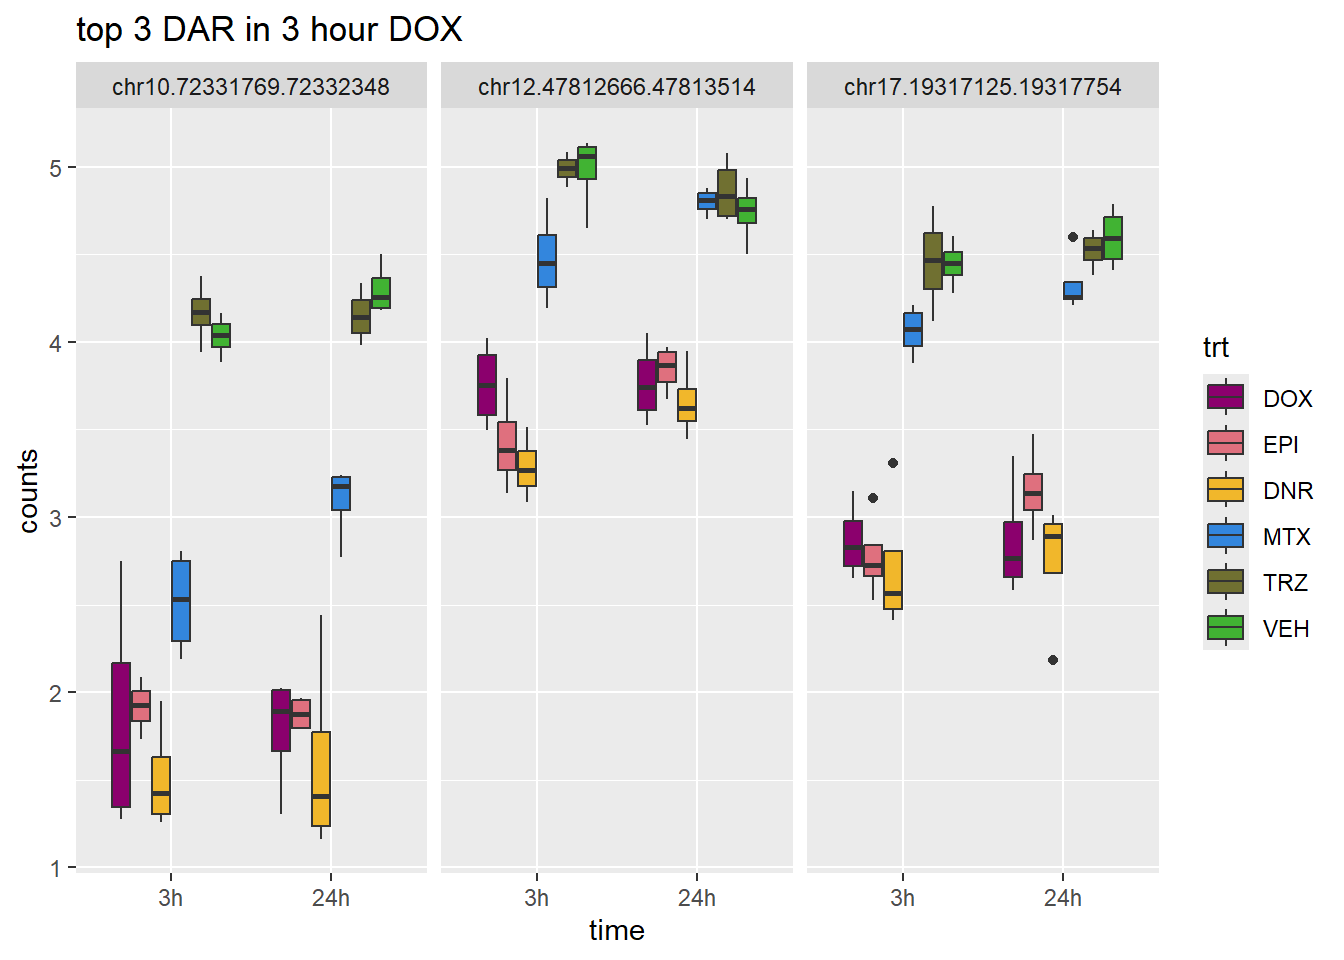 top 3 DAR in 3 hour DOX
chr10.72331769.72332348
chr12.47812666.47813514
chr17.19317125.19317754
5
4
3
2
1
counts
3h
24h
3h
24h
3h
24h
time
trt
DOX
EPI
DNR
MTX
TRZ
VEH